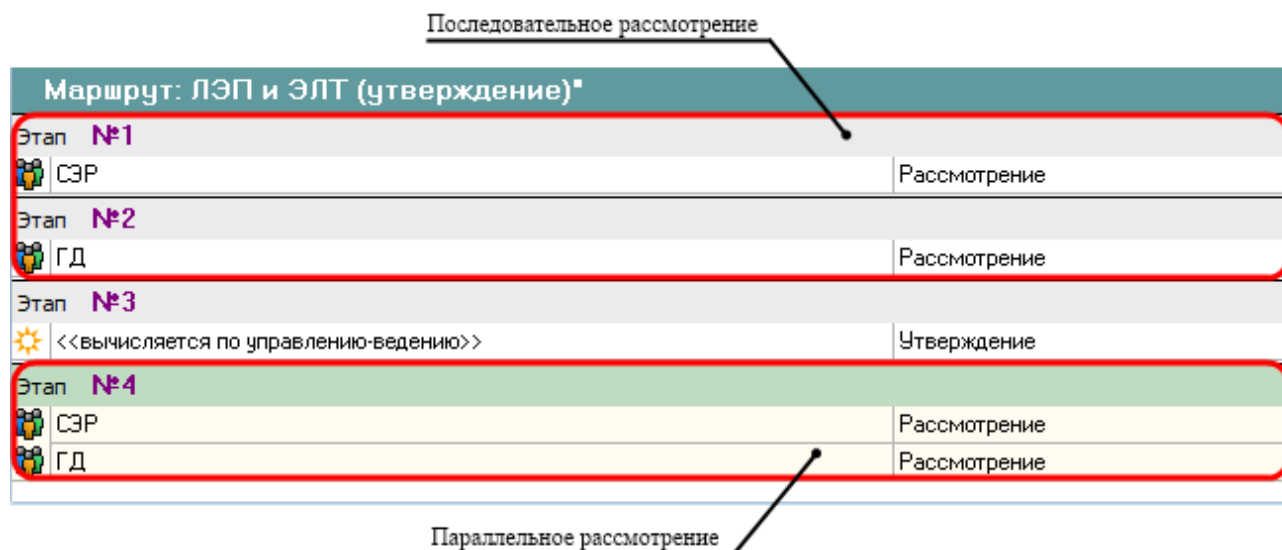 Последовательное рассмотрение
Маршрут: ЛЭП и ЭЛТ (утверждение)"
Этап №1
СЭР Рассмотрение
Этап №2
ГД Рассмотрение
Этап №3
<<вычисляется по управлению-ведению>> Утверждение
Этап №4
СЭР Рассмотрение
ГД Рассмотрение
Параллельное рассмотрение